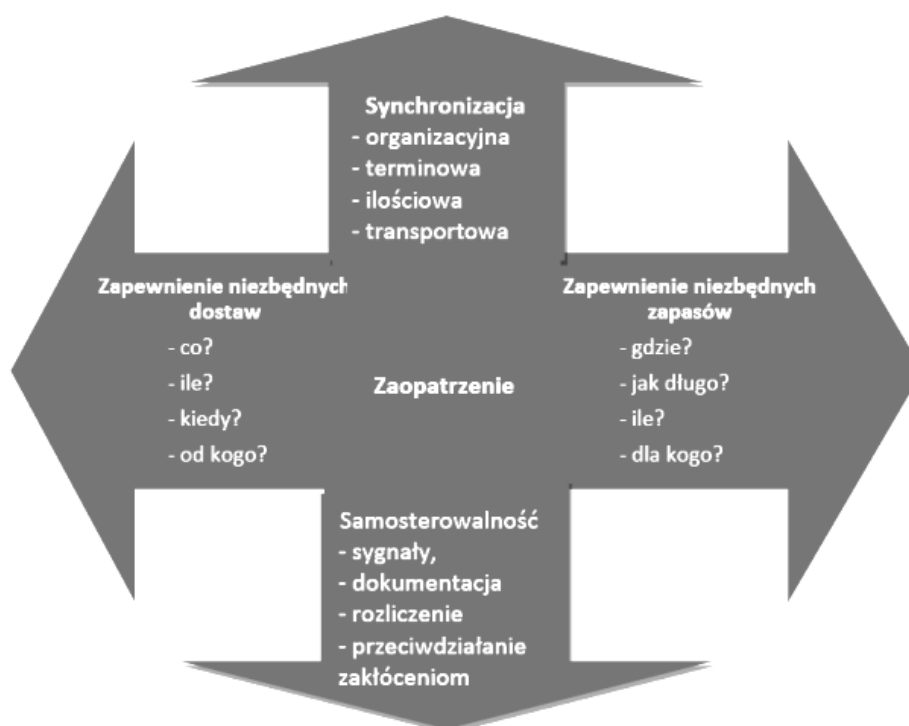 Synchronizacja
- organizacyjna
- terminowa
- ilościowa
- transportowa
Zapewnienie niezbędnych
dostaw
- co?
- ile?
- kiedy?
- od kogo?
Zaopatrzenie
Zapewnienie niezbędnych
zapasów
- gdzie?
- jak długo?
- ile?
- dla kogo?
Samosterowalność
- sygnały,
- dokumentacja
- rozliczenie
- przeciwdziałanie
zakłóceniom